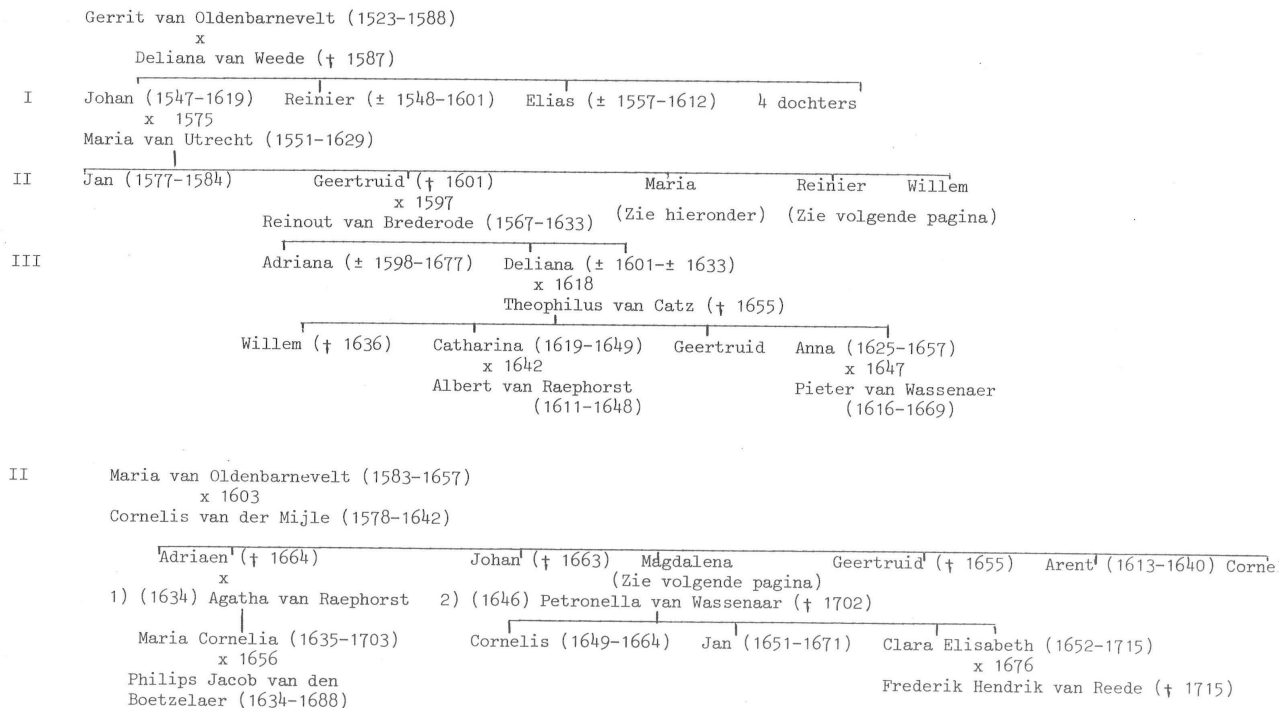 Gerrit van Oldenbarnevelt (1523-1588)
x
Deliana van Weede († 1587)
I Johan (1547-1619) Reinier (± 1548-1601) Elias (± 1557-1612) 4 dochters
x 1575
Maria van Utrecht (1551-1629)
II Jan (1577-1584) Geertruid († 1601) Maria Reinier Willem
x 1597 (Zie hieronder) (Zie volgende pagina)
Reinout van Brederode (1567-1633)
III Adriana (± 1598-1677) Deliana (± 1601-± 1633)
x 1618
Theophilus van Catz († 1655)
Willem († 1636) Catharina (1619-1649) Geertruid Anna (1625-1657)
x 1642 x 1647
Albert van Raephorst Pieter van Wassenaer
(1611-1648) (1616-1669)
II Maria van Oldenbarnevelt (1583-1657)
x 1603
Cornelis van der Mijle (1578-1642)
Adriaen († 1664) Johan († 1663) Magdalena Geertruid († 1655) Arent (1613-1640) Corne
x (Zie volgende pagina)
1) (1634) Agatha van Raephorst 2) (1646) Petronella van Wassenaar († 1702)
Maria Cornelia (1635-1703) Cornelis (1649-1664) Jan (1651-1671) Clara Elisabeth (1652-1715)
x 1656 x 1676
Philips Jacob van den Frederik Hendrik van Reede († 1715)
Boetzelaer (1634-1688)